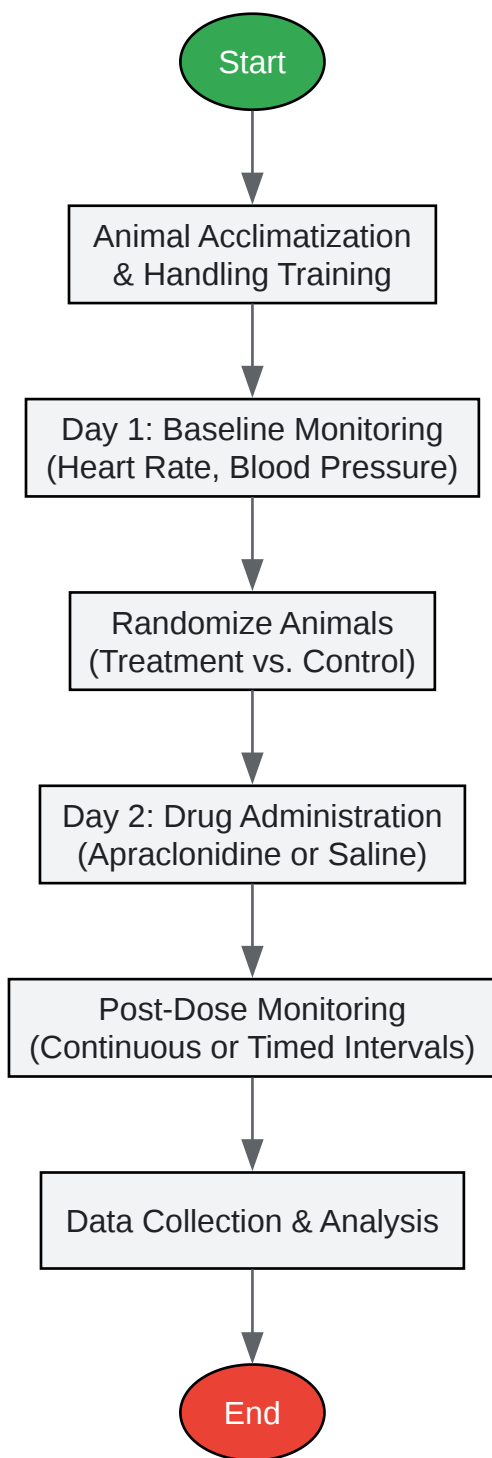 Start
Animal Acclimatization
& Handling Training
Day 1: Baseline Monitoring
(Heart Rate, Blood Pressure)
Randomize Animals
(Treatment vs. Control)
Day 2: Drug Administration
(Apraclonidine or Saline)
Post-Dose Monitoring
(Continuous or Timed Intervals)
Data Collection & Analysis
End